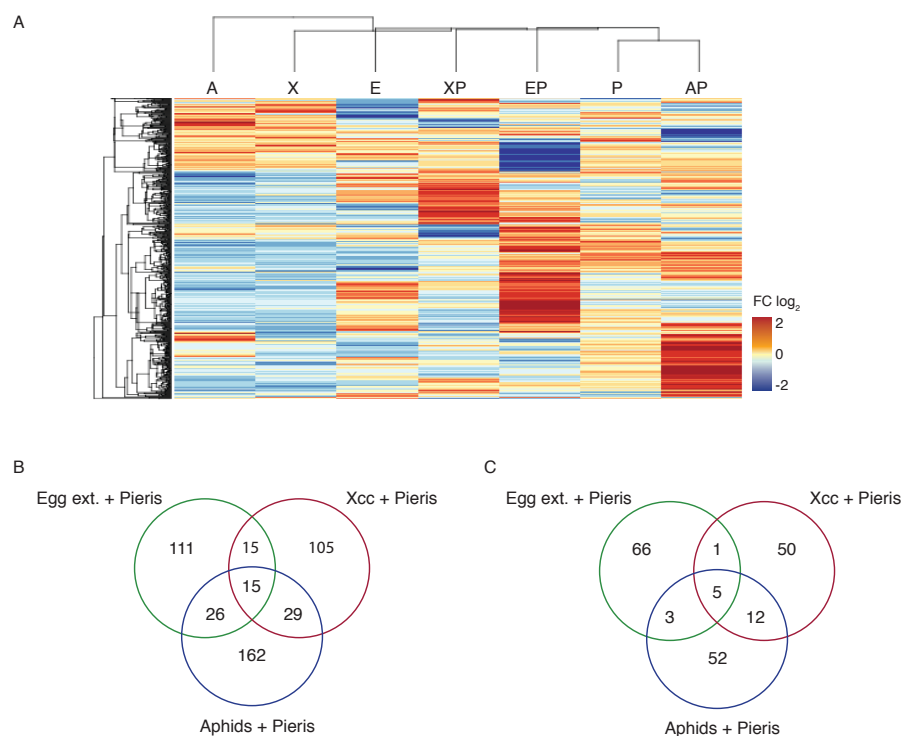 A
A X E XP EP P AP
FC log2
2
0
-2
B
Egg ext. + Pieris
Xcc + Pieris
111
15
105
15
26
29
162
Aphids + Pieris
C
Egg ext. + Pieris
Xcc + Pieris
66
1
50
5
3
12
52
Aphids + Pieris